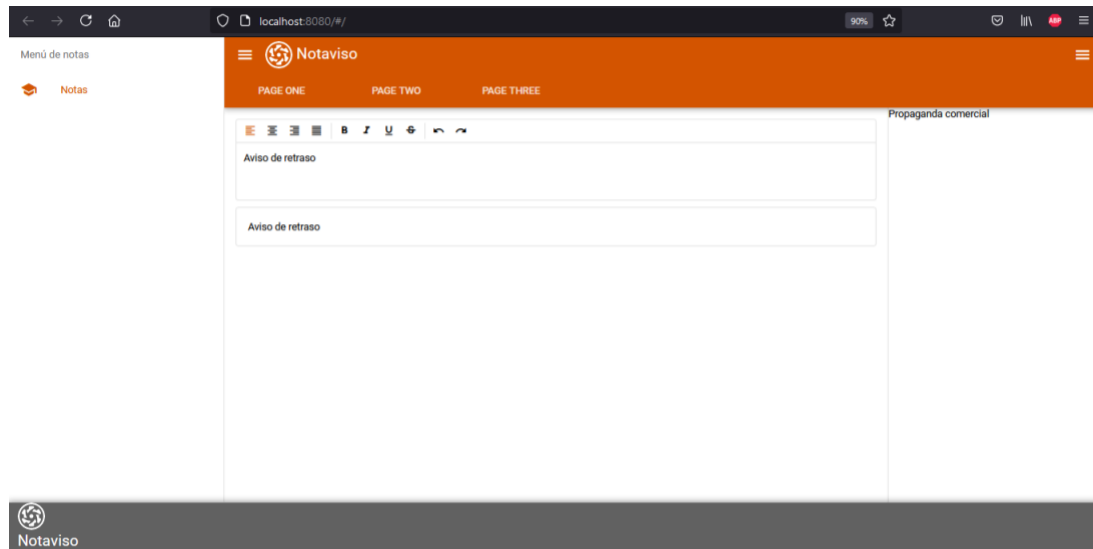 localhost:8080/#/
90%
ABP
Menú de notas
Notaviso
Notas
PAGE ONE PAGE TWO PAGE THREE
Propaganda comercial
B I U S
Aviso de retraso
Aviso de retraso
Notaviso